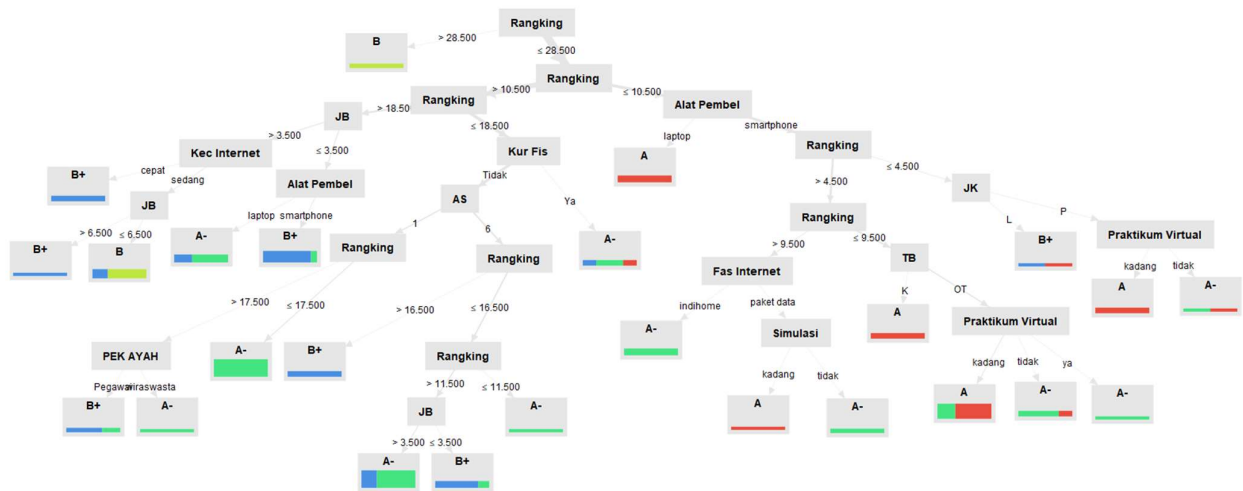 Rangking
> 28.500
≤ 28.500
B
Rangking
> 10.500
≤ 10.500
Rangking
Alat Pembel
> 18.500
≤ 18.500
laptop
smartphone
JB
Kur Fis
A
Rangking
> 3.500
≤ 3.500
Tidak
Ya
> 4.500
≤ 4.500
Kec Internet
Alat Pembel
AS
A-
Rangking
JK
cepat
sedang
laptop
smartphone
1
6
> 9.500
≤ 9.500
L
P
B+
JB
A-
B+
Rangking
Rangking
Fas Internet
TB
B+
Praktikum Virtual
> 6.500
≤ 6.500
> 17.500
≤ 17.500
> 16.500
≤ 16.500
indihome
paket data
K
OT
kadang
tidak
B+
B
PEK AYAH
A-
B+
Rangking
A-
Simulasi
A
Praktikum Virtual
A
A-
Pegawai
wiraswasta
> 11.500
≤ 11.500
kadang
tidak
kadang
tidak
ya
B+
A-
JB
A-
A
A-
A
A-
A-
> 3.500
≤ 3.500
A-
B+